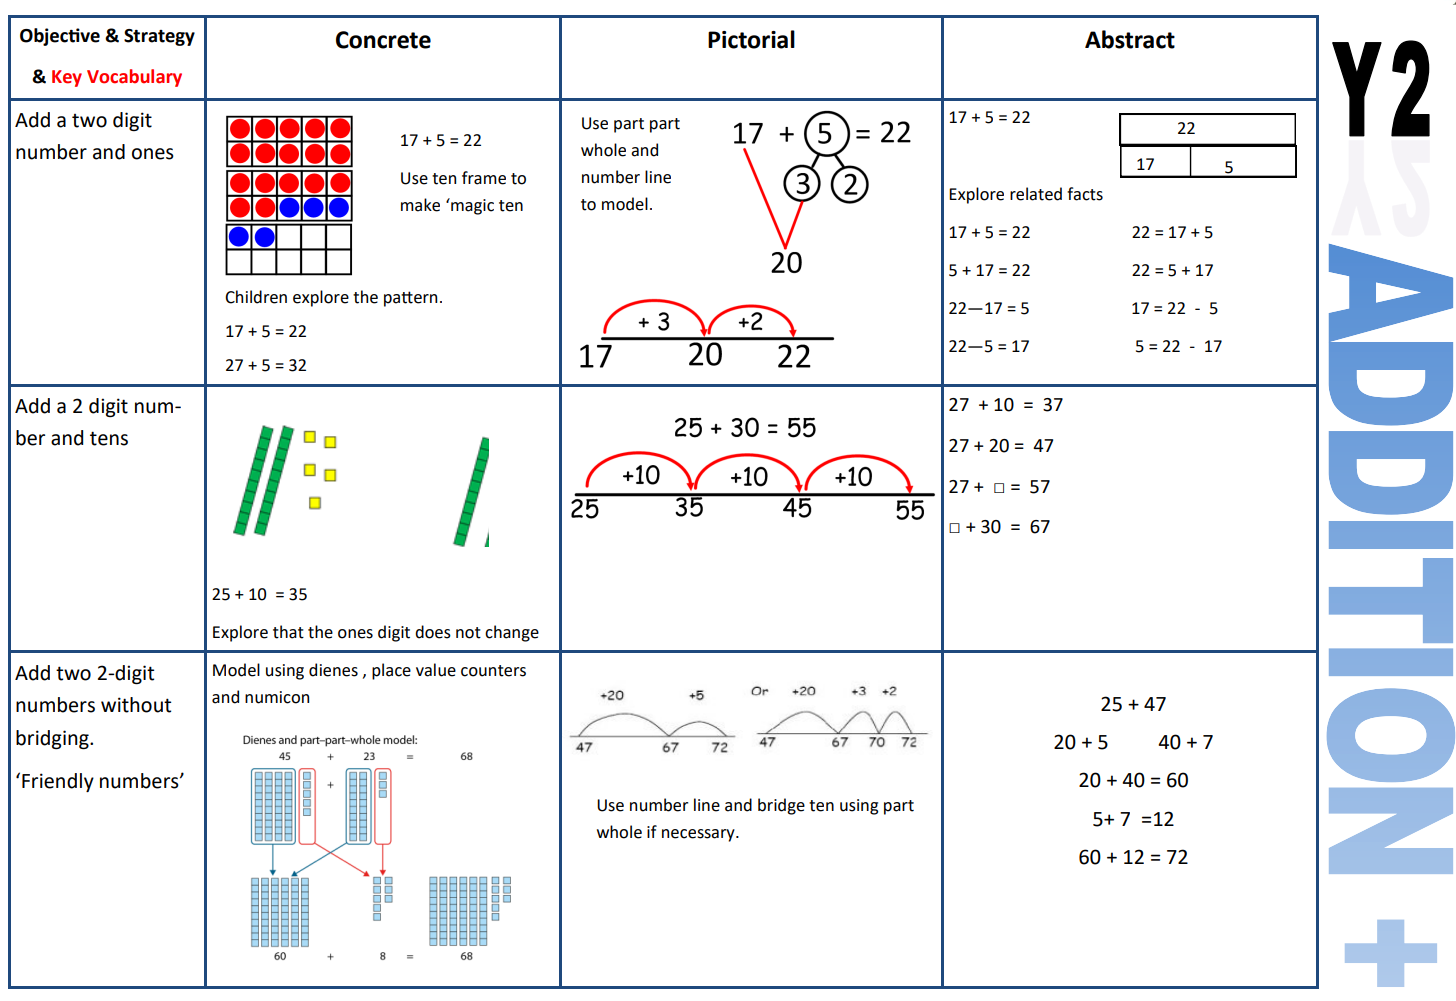 Objective & Strategy
& Key Vocabulary
Concrete
Pictorial
Abstract
Add a two digit
number and ones
17 + 5 = 22
Use ten frame to
make ‘magic ten
Children explore the pattern.
17 + 5 = 22
27 + 5 = 32
Use part part
whole and
number line
to model.
17 + 5 = 22
3 2
20
+ 3 +2
17 20 22
17 + 5 = 22
22
17 5
Explore related facts
17 + 5 = 22 22 = 17 + 5
5 + 17 = 22 22 = 5 + 17
22—17 = 5 17 = 22 - 5
22—5 = 17 5 = 22 - 17
Add a 2 digit num-
ber and tens
25 + 10 = 35
Explore that the ones digit does not change
25 + 30 = 55
+10 +10 +10
25 35 45 55
27 + 10 = 37
27 + 20 = 47
27 + □ = 57
□ + 30 = 67
Add two 2-digit
numbers without
bridging.
‘Friendly numbers’
Model using dienes , place value counters
and numicon
Dienes and part–part–whole model:
45 + 23 = 68
+
60 + 8 = 68
+20 +5
47 67 72
Or +20 +3 +2
47 67 70 72
Use number line and bridge ten using part
whole if necessary.
25 + 47
20 + 5 40 + 7
20 + 40 = 60
5+ 7 =12
60 + 12 = 72
Y2
ADDITION +